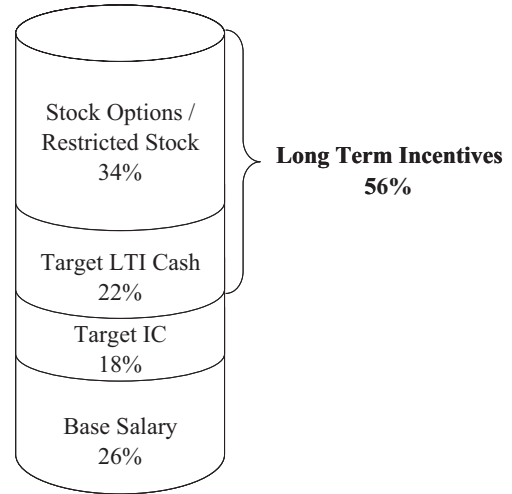 Stock Options /
Restricted Stock
34%
Long Term Incentives
56%
Target LTI Cash
22%
Target IC
18%
Base Salary
26%